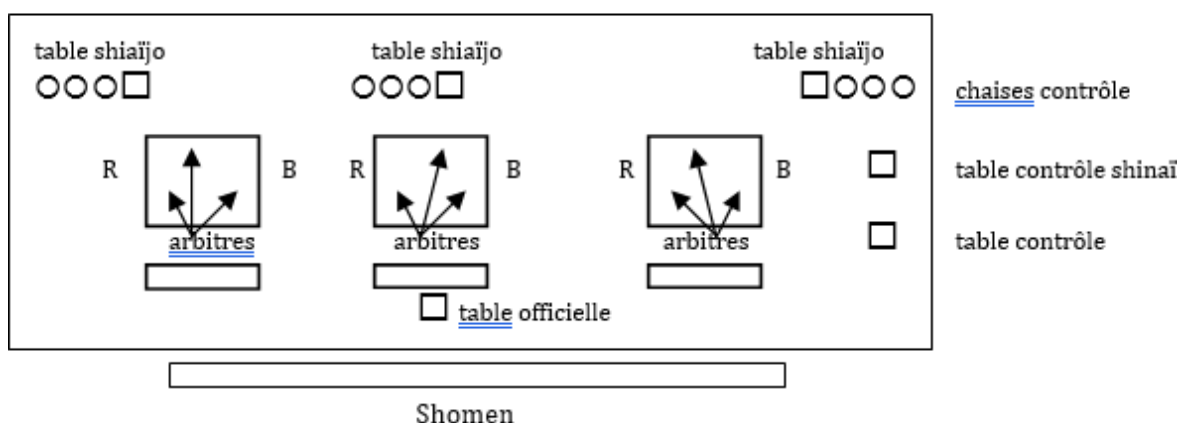 table shiaïjo table shiaïjo table shiaïjo
chaises contrôle
R B R B R B
table contrôle shinaï
arbitres arbitres arbitres
table contrôle
table officielle
Shomen